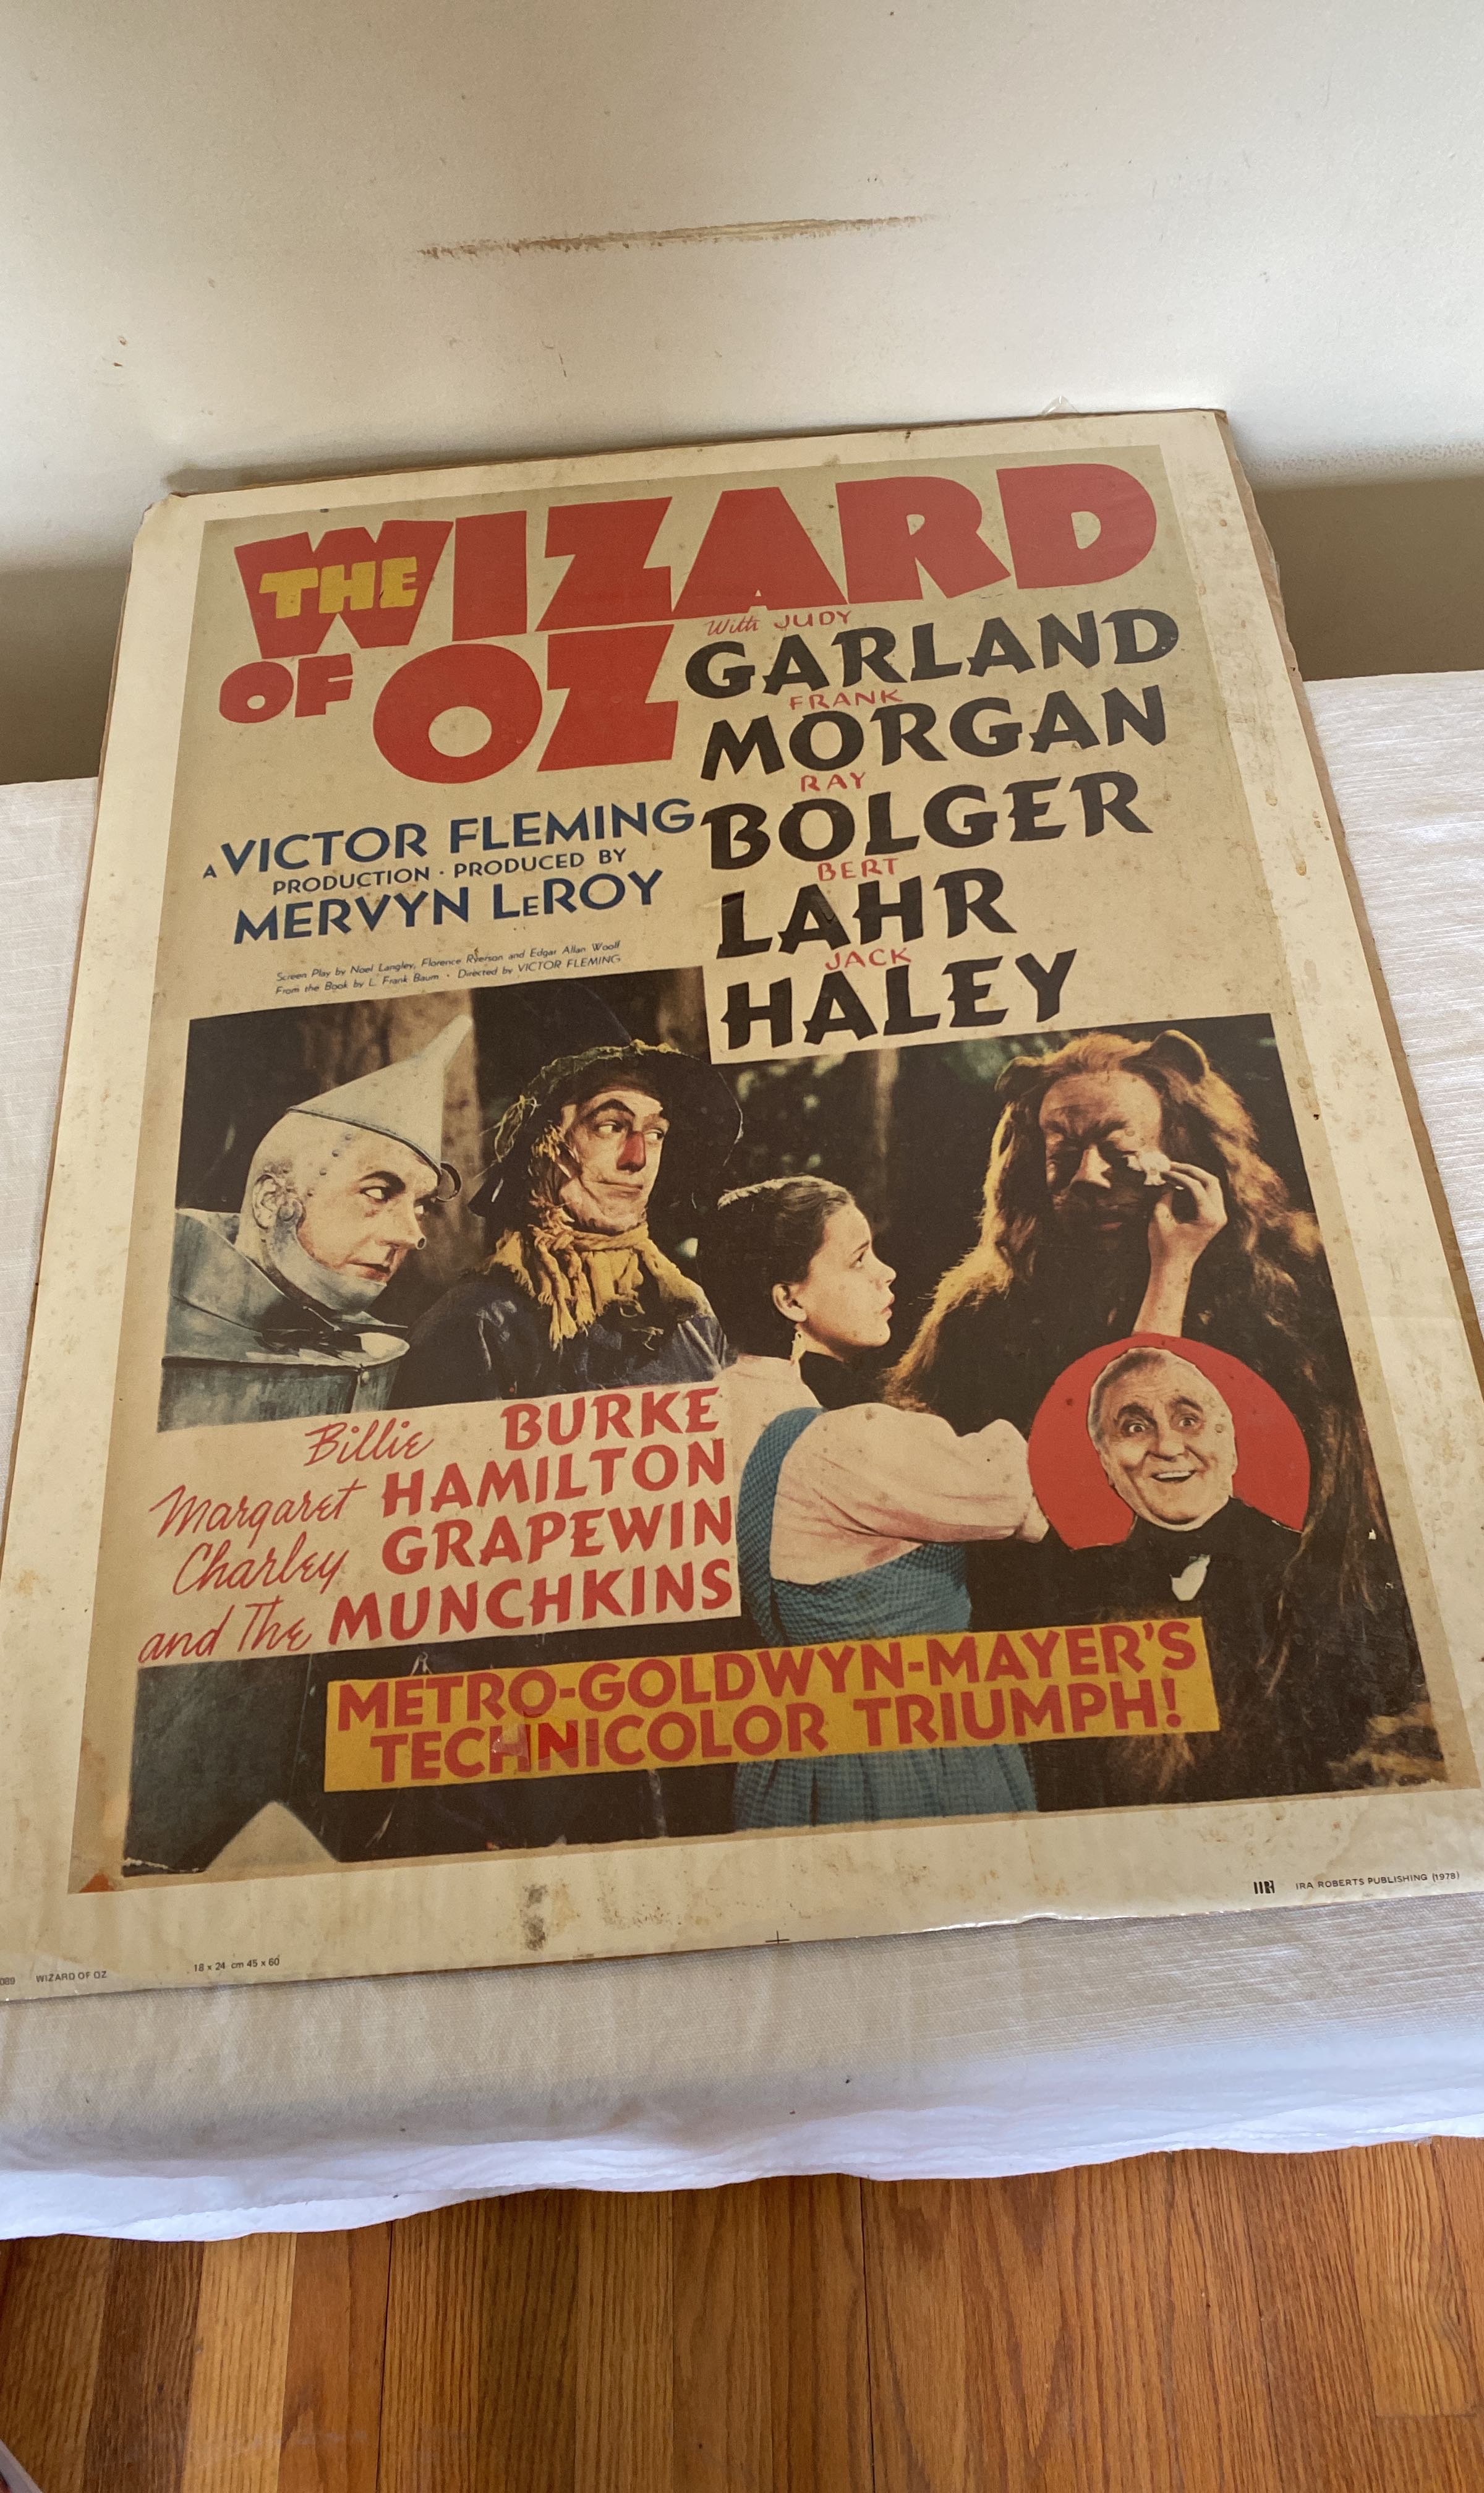 THE WIZARD
OF OZ
With JUDY
GARLAND
FRANK
MORGAN
RAY
BOLGER
BERT
LAHR
JACK
HALEY
A VICTOR FLEMING
PRODUCTION · PRODUCED BY
MERVYN LEROY
Screen Play by Noel Langley, Florence Ryerson and Edgar Allan Woolf
From the Book by L. Frank Baum · Directed by VICTOR FLEMING
Billie BURKE
Margaret HAMILTON
Charley GRAPEWIN
and The MUNCHKINS
METRO-GOLDWYN-MAYER'S
TECHNICOLOR TRIUMPH!
IRA ROBERTS PUBLISHING (1978)
089 WIZARD OF OZ 18 x 24 cm 45 x 60